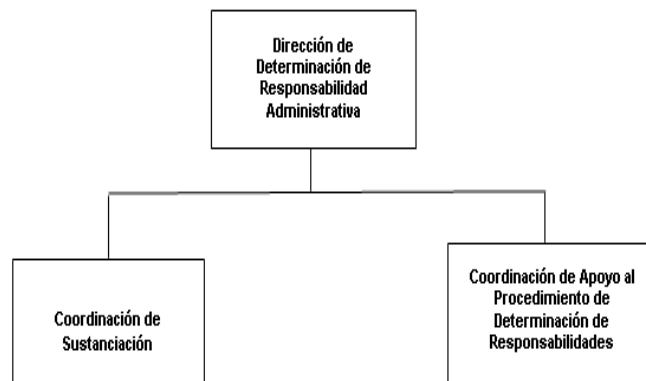 Dirección de
Determinación de
Responsabilidad
Administrativa
Coordinación de
Sustanciación
Coordinación de Apoyo al
Procedimiento de
Determinación de
Responsabilidades